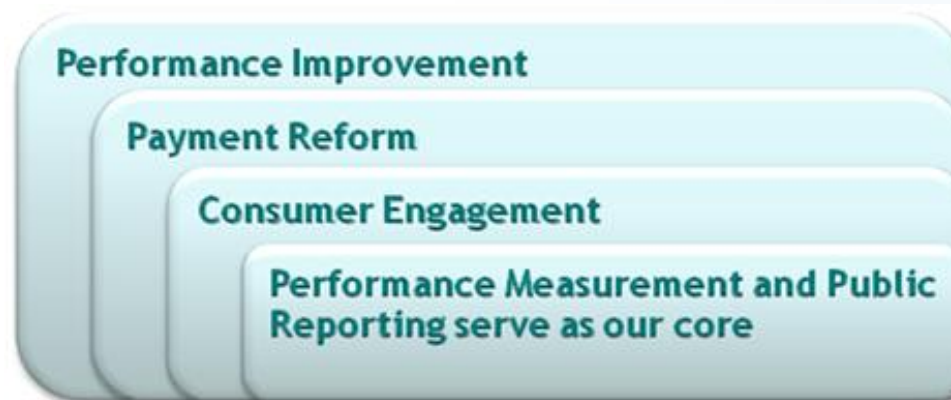 Performance Improvement
Payment Reform
Consumer Engagement
Performance Measurement and Public
Reporting serve as our core